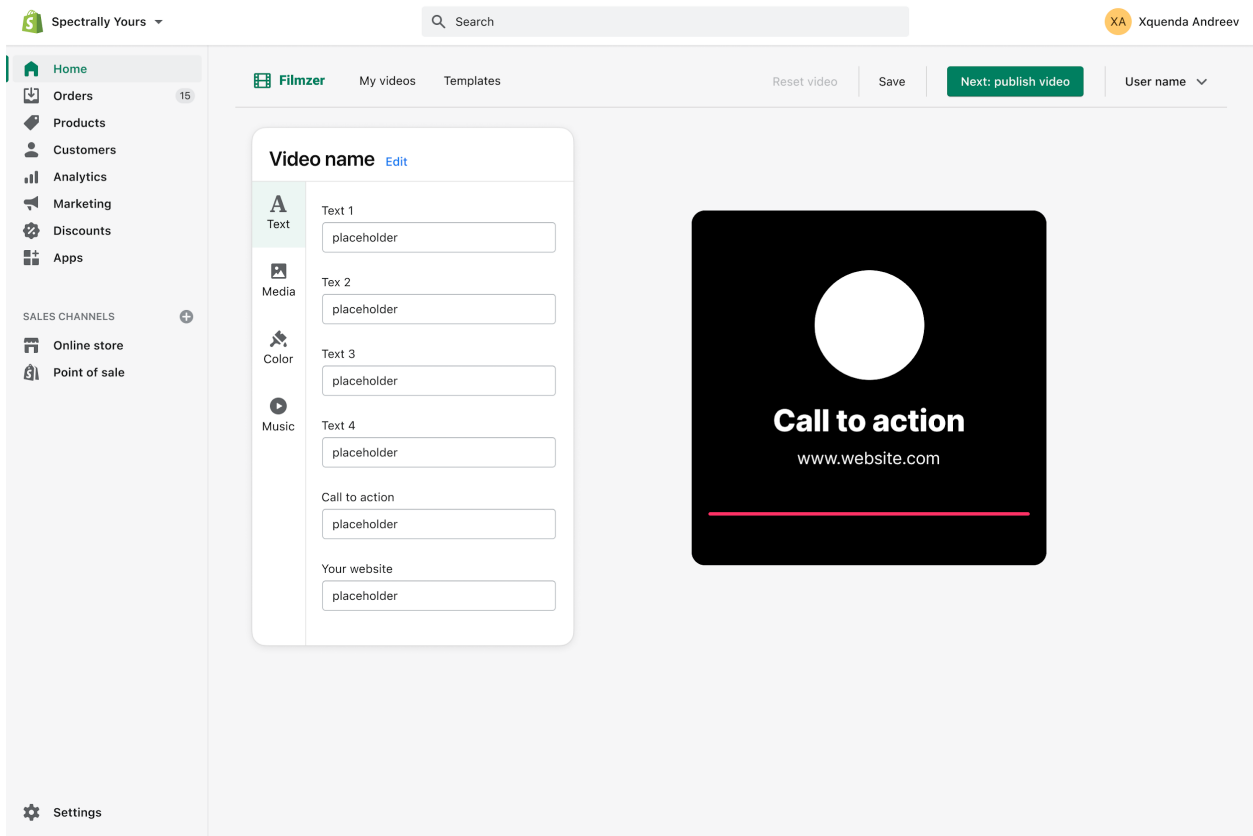 Spectrally Yours
Search
XA Xquenda Andreev
Home
Orders 15
Products
Customers
Analytics
Marketing
Discounts
Apps
SALES CHANNELS
Online store
Point of sale
Settings
Filmzer My videos Templates Reset video Save Next: publish video User name
Video name Edit
Text
Media
Color
Music
Text 1
placeholder
Tex 2
placeholder
Text 3
placeholder
Text 4
placeholder
Call to action
placeholder
Your website
placeholder
Call to action
www.website.com